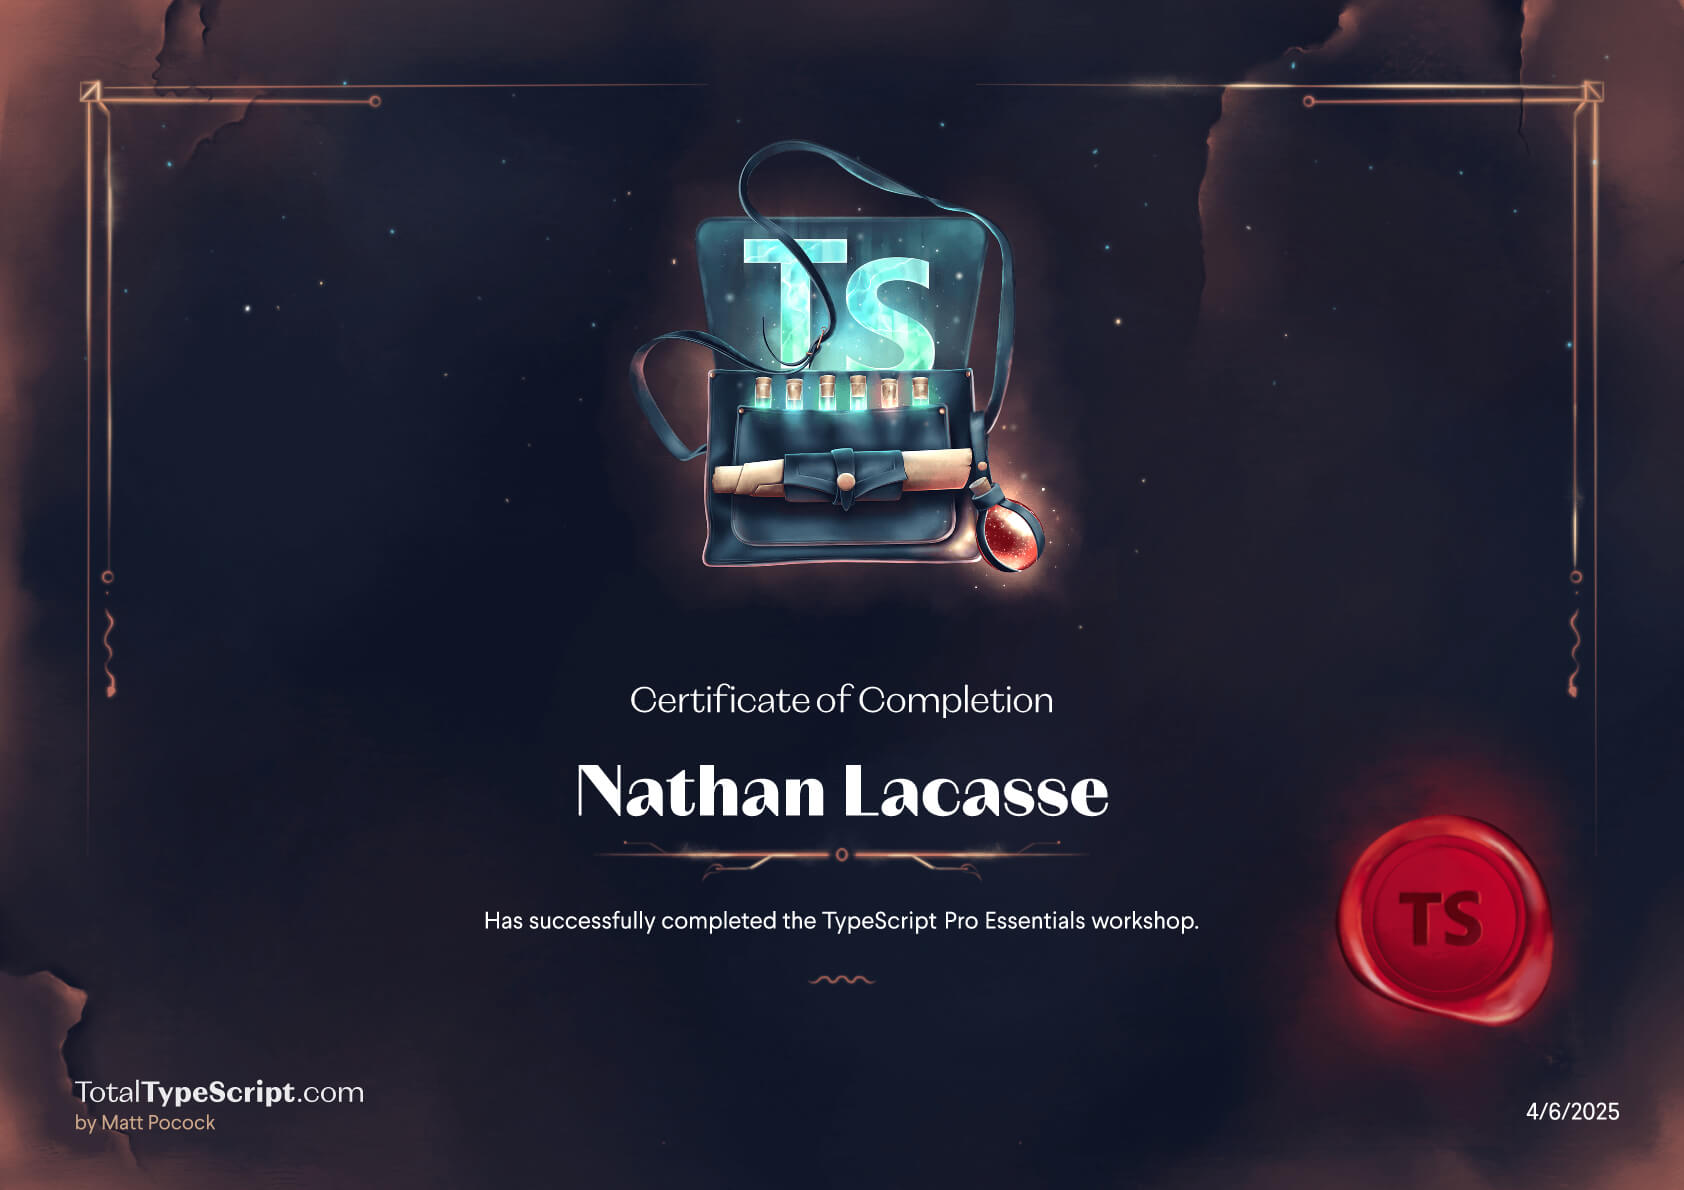 TS
Certificate of Completion
Nathan Lacasse
Has successfully completed the TypeScript Pro Essentials workshop.
TS
TotalTypeScript.com
by Matt Pocock
4/6/2025